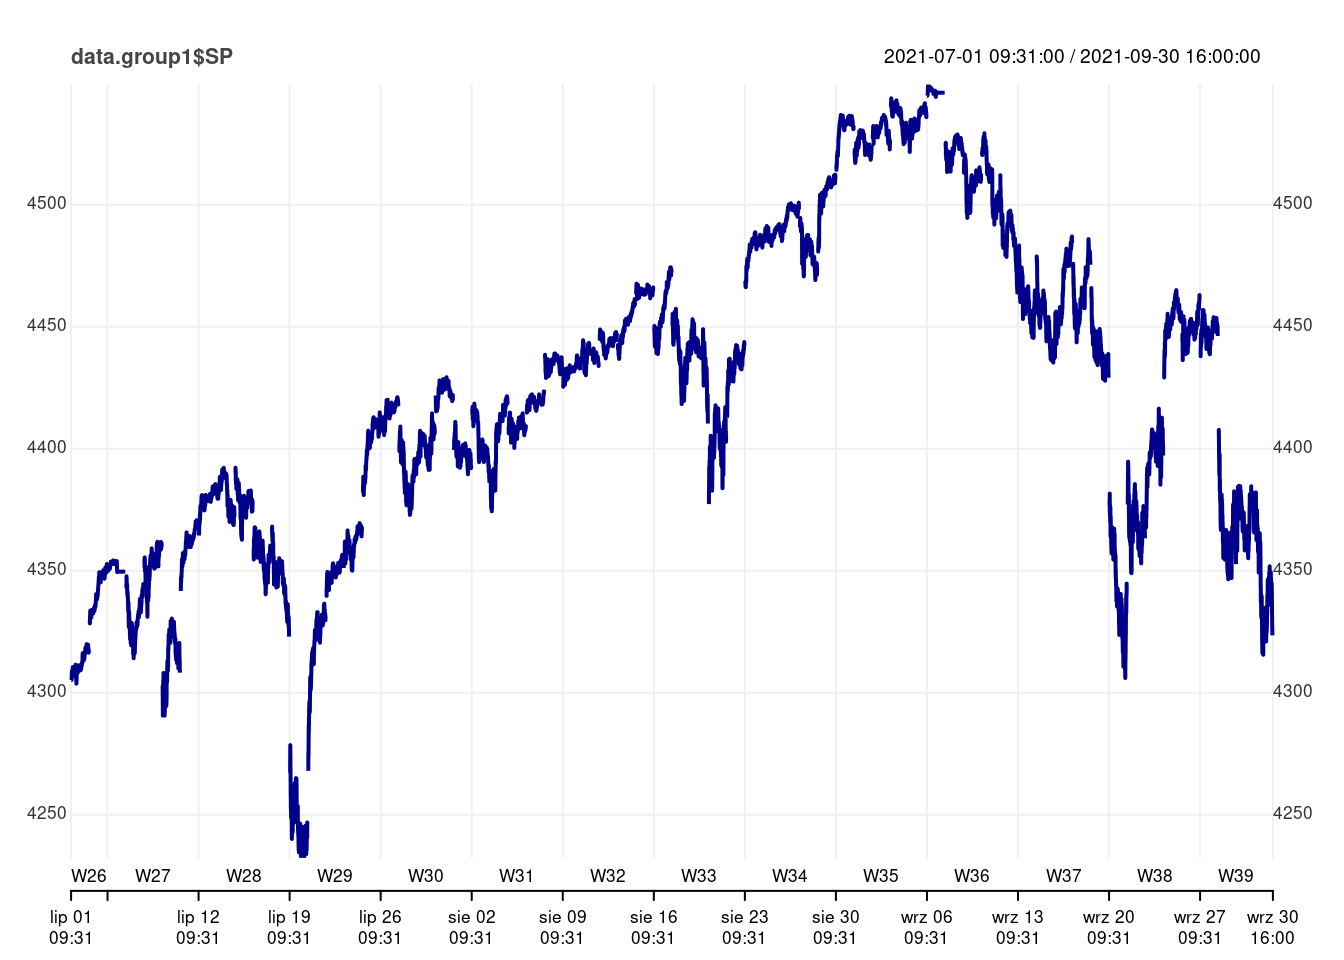 data.group1$SP 2021-07-01 09:31:00 / 2021-09-30 16:00:00
4500 4500
4450 4450
4400 4400
4350 4350
4300 4300
4250 4250
W26 W27 W28 W29 W30 W31 W32 W33 W34 W35 W36 W37 W38 W39
lip 01 lip 12 lip 19 lip 26 sie 02 sie 09 sie 16 sie 23 sie 30 wrz 06 wrz 13 wrz 20 wrz 27 wrz 30
09:31 09:31 09:31 09:31 09:31 09:31 09:31 09:31 09:31 09:31 09:31 09:31 09:31 16:00